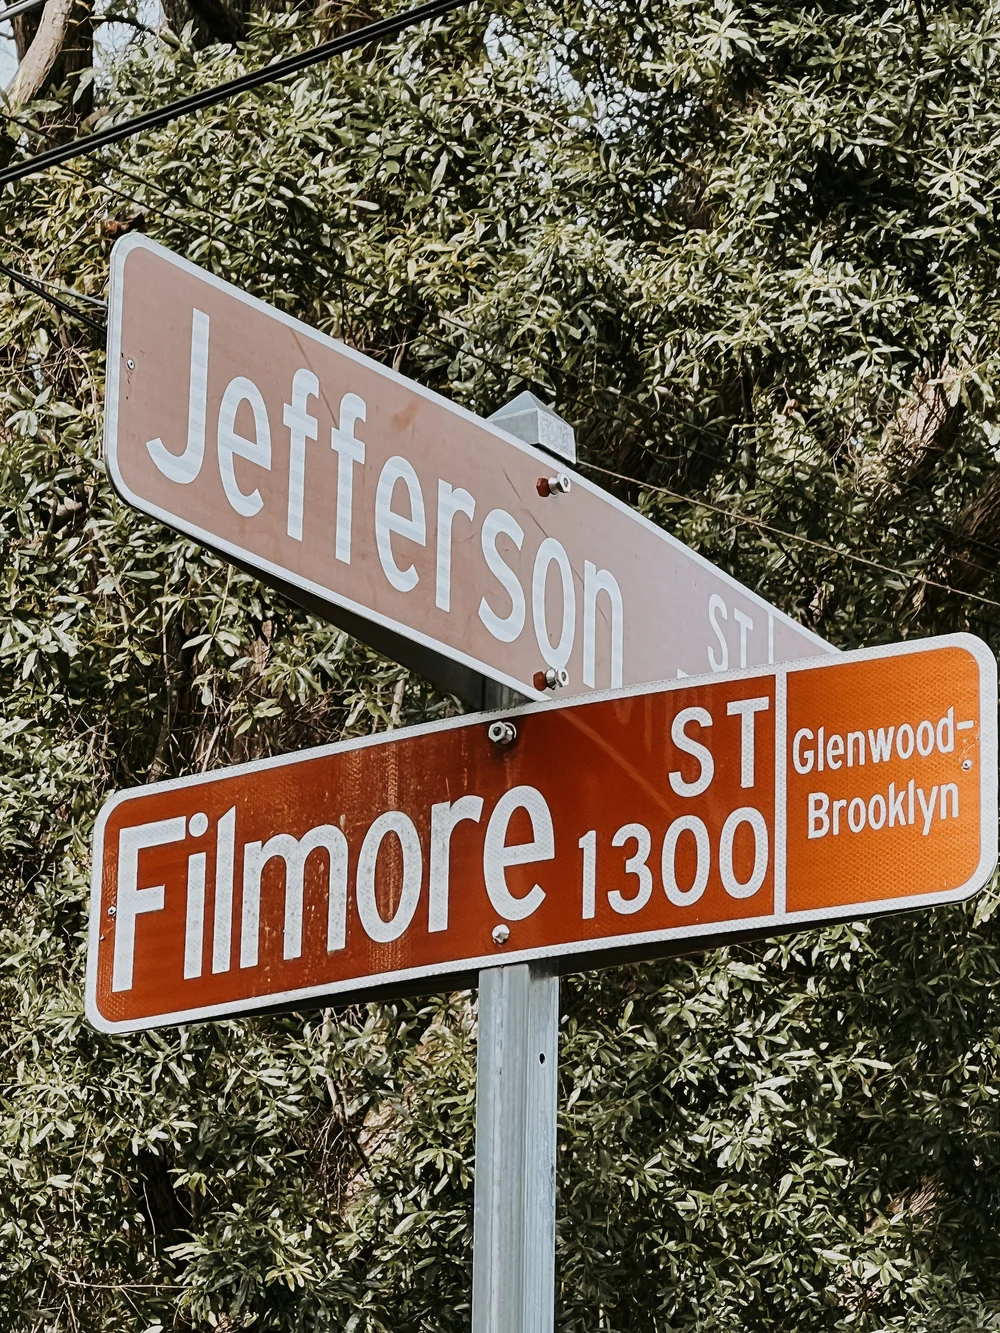 Jefferson ST
Filmore ST
1300
Glenwood-
Brooklyn